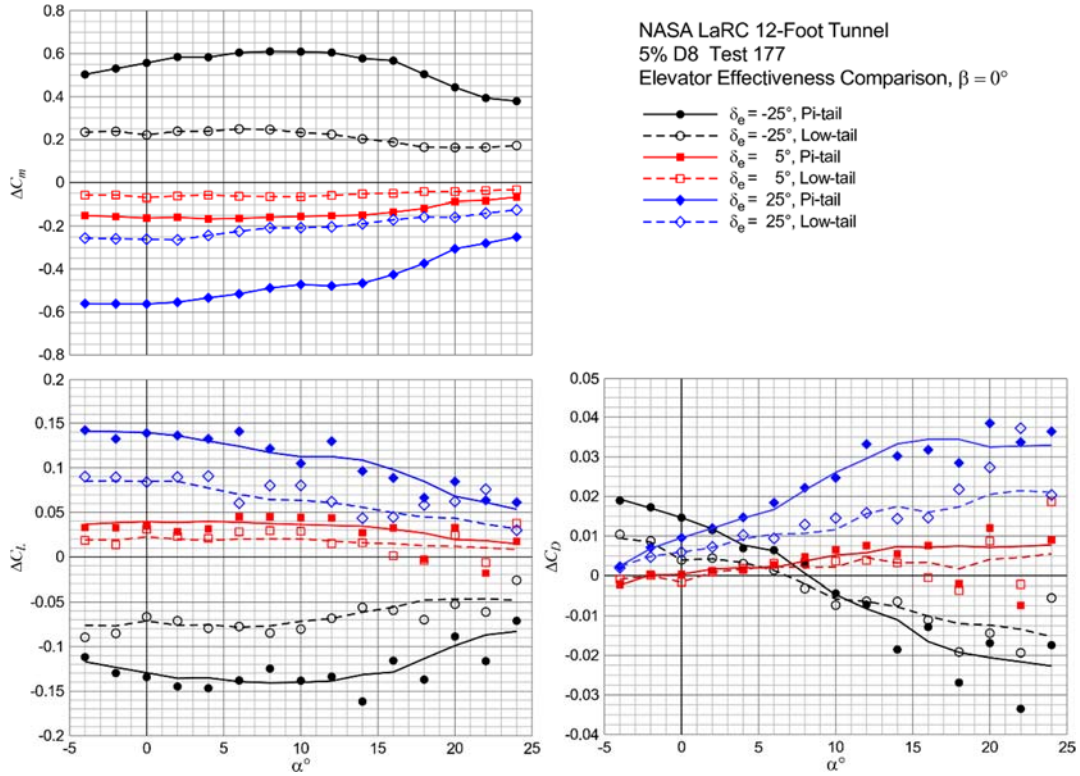 NASA LaRC 12-Foot Tunnel
5% D8 Test 177
Elevator Effectiveness Comparison, β = 0°
δe = -25°, Pi-tail
δe = -25°, Low-tail
δe = 5°, Pi-tail
δe = 5°, Low-tail
δe = 25°, Pi-tail
δe = 25°, Low-tail
0.8
0.6
0.4
0.2
0
-0.2
-0.4
-0.6
-0.8
ΔCm
0.2
0.15
0.1
0.05
0
-0.05
-0.1
-0.15
-0.2
ΔCL
-5 0 5 10 15 20 25
α°
0.05
0.04
0.03
0.02
0.01
0
-0.01
-0.02
-0.03
-0.04
ΔCD
-5 0 5 10 15 20 25
α°